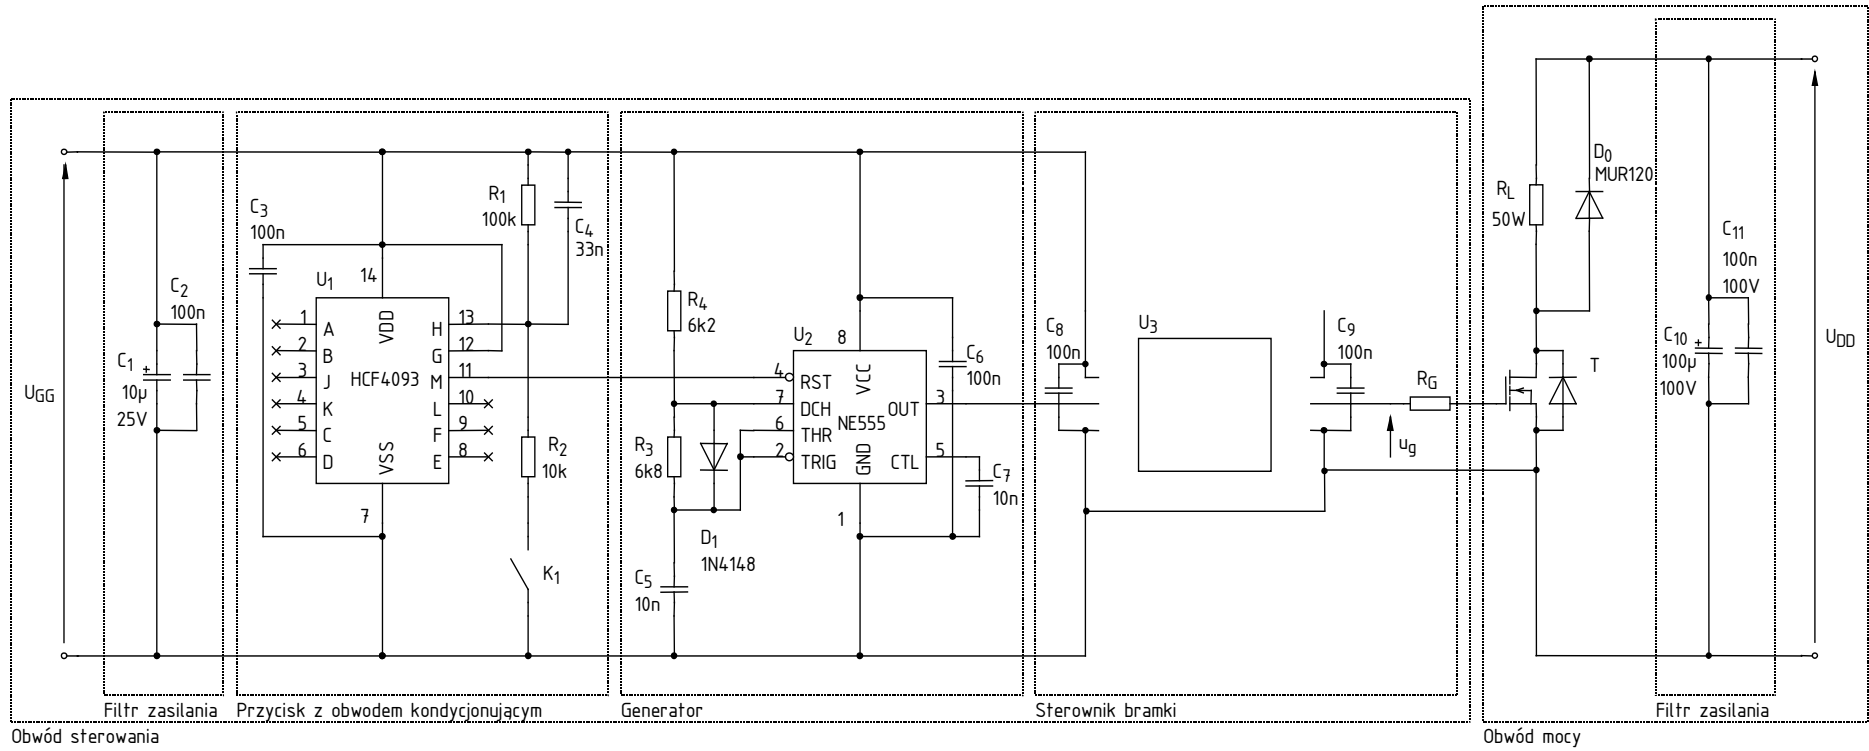 U_GG
C1
10µ
25V
+
C2
100n
Filtr zasilania
C3
100n
U1
14
VDD
HCF4093
VSS
7
1 A
2 B
3 J
4 K
5 C
6 D
H 13
G 12
M 11
L 10
F 9
E 8
R1
100k
C4
33n
R2
10k
K1
Przycisk z obwodem kondycjonującym
R4
6k2
R3
6k8
D1
1N4148
C5
10n
U2
8
VCC
4 RST
7 DCH
6 THR
2 TRIG
OUT 3
NE555
GND
CTL 5
1
C6
100n
C7
10n
Generator
C8
100n
U3
C9
100n
RG
ug
Sterownik bramki
Obwód sterowania
D0
MUR120
RL
50W
T
C11
100n
100V
C10
100µ
100V
+
U_DD
Filtr zasilania
Obwód mocy